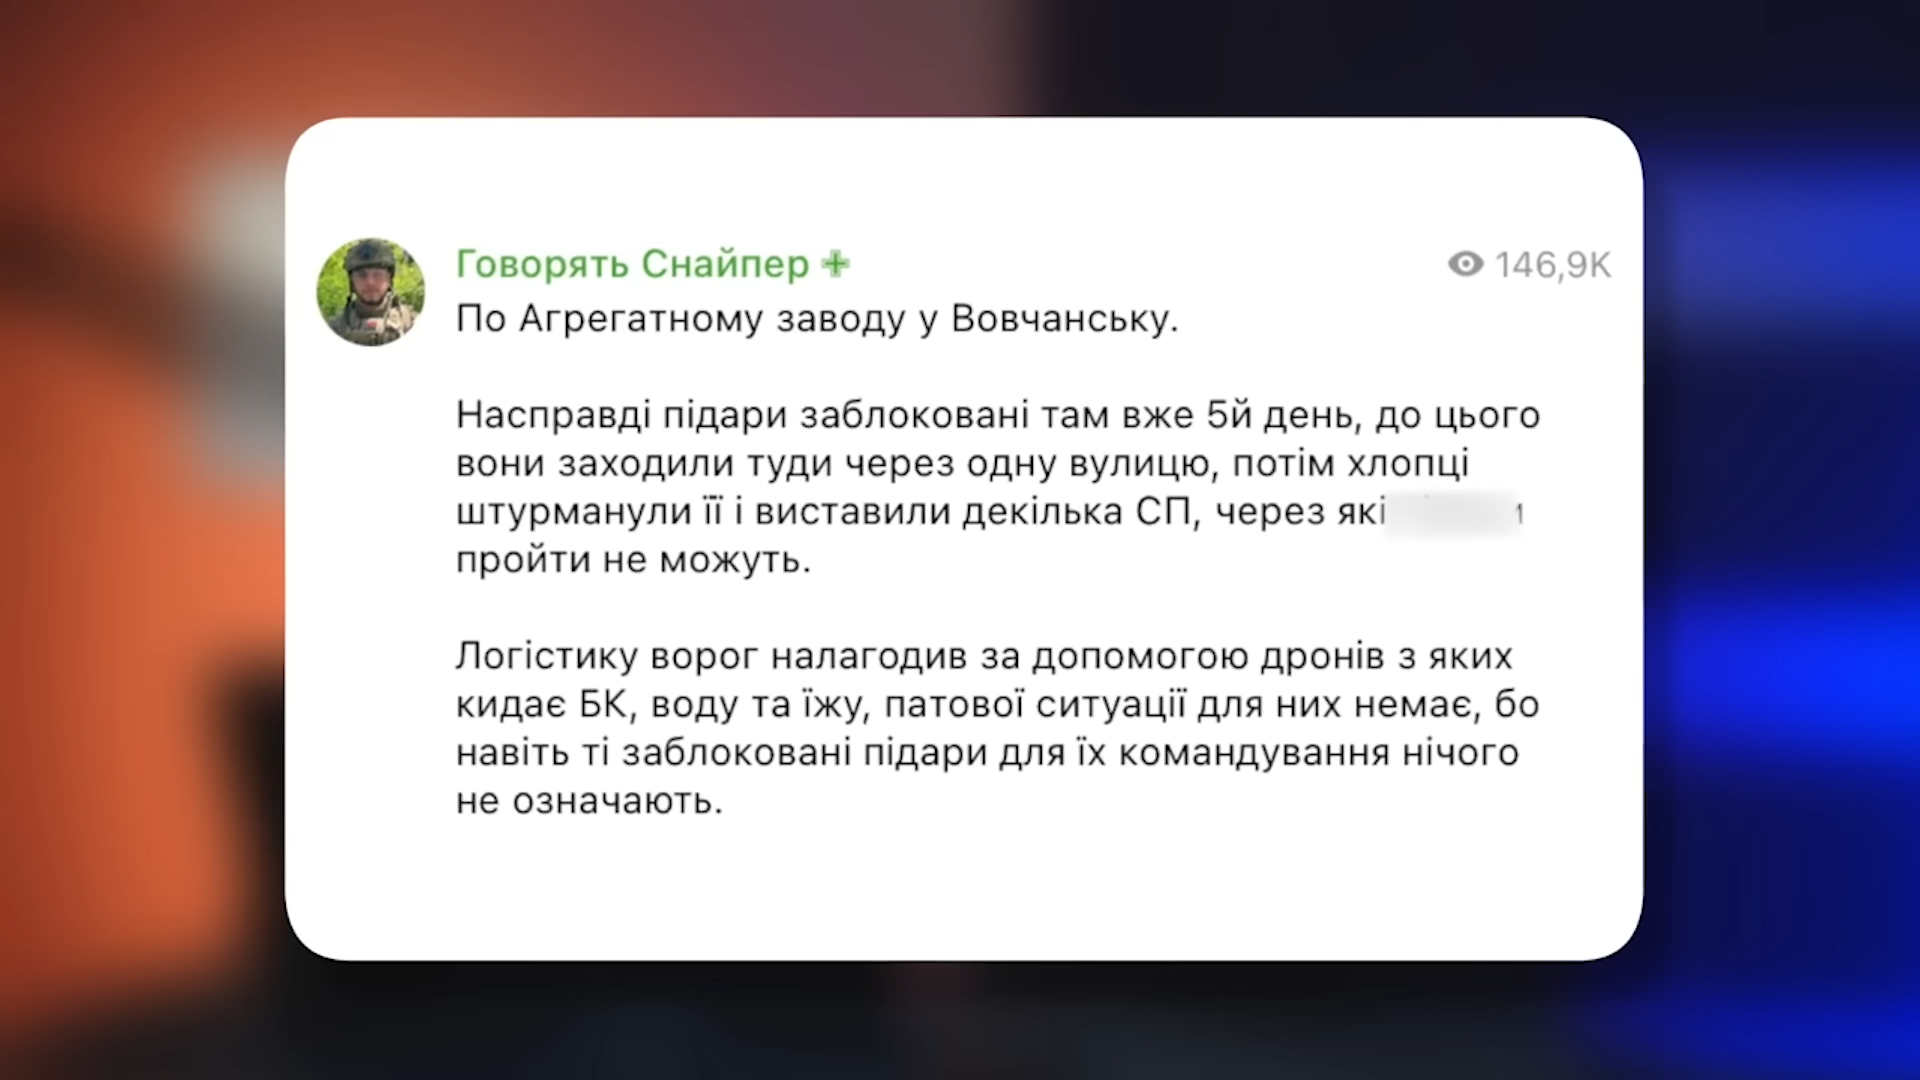 Говорять Снайпер +
146,9K
По Агрегатному заводу у Вовчанську.
Насправді підари заблоковані там вже 5й день, до цього
вони заходили туди через одну вулицю, потім хлопці
штурманули її і виставили декілька СП, через які
пройти не можуть.
Логістику ворог налагодив за допомогою дронів з яких
кидає БК, воду та їжу, патової ситуації для них немає, бо
навіть ті заблоковані підари для їх командування нічого
не означають.